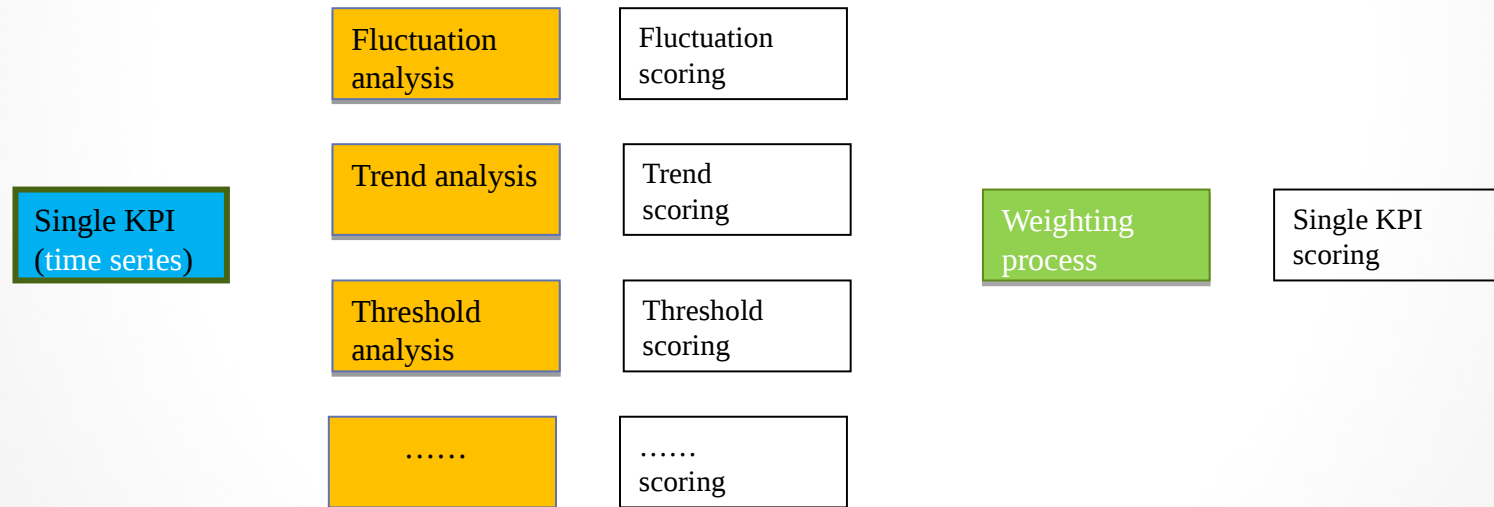 Single KPI
(time series)
Fluctuation
analysis
Fluctuation
scoring
Trend analysis
Trend
scoring
Threshold
analysis
Threshold
scoring
……
……
scoring
Weighting
process
Single KPI
scoring